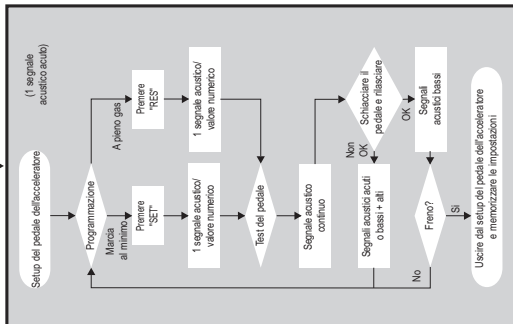 Setup del pedale dell'acceleratore
(1 segnale
acustico acuto)
Programmazione
Marcia
al minimo
A pieno gas
Premere
"SET"
Premere
"RES"
1 segnale acustico/
valore numerico
1 segnale acustico/
valore numerico
Test del pedale
Segnale acustico
continuo
Schiacciare il
pedale e rilasciare
Non
OK
OK
Segnali acustici acuti
o bassi + alti
Segnali
acustici bassi
Freno?
No
Si
Uscire dal setup del pedale dell'acceleratore
e memorizzare le impostazioni